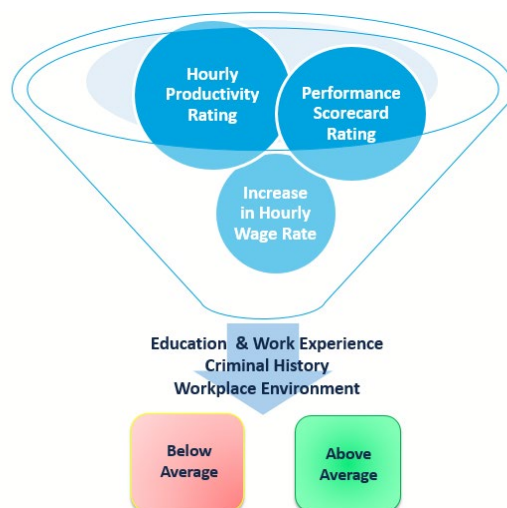 Hourly
Productivity
Rating
Performance
Scorecard
Rating
Increase
in Hourly
Wage Rate
Education & Work Experience
Criminal History
Workplace Environment
Below
Average
Above
Average